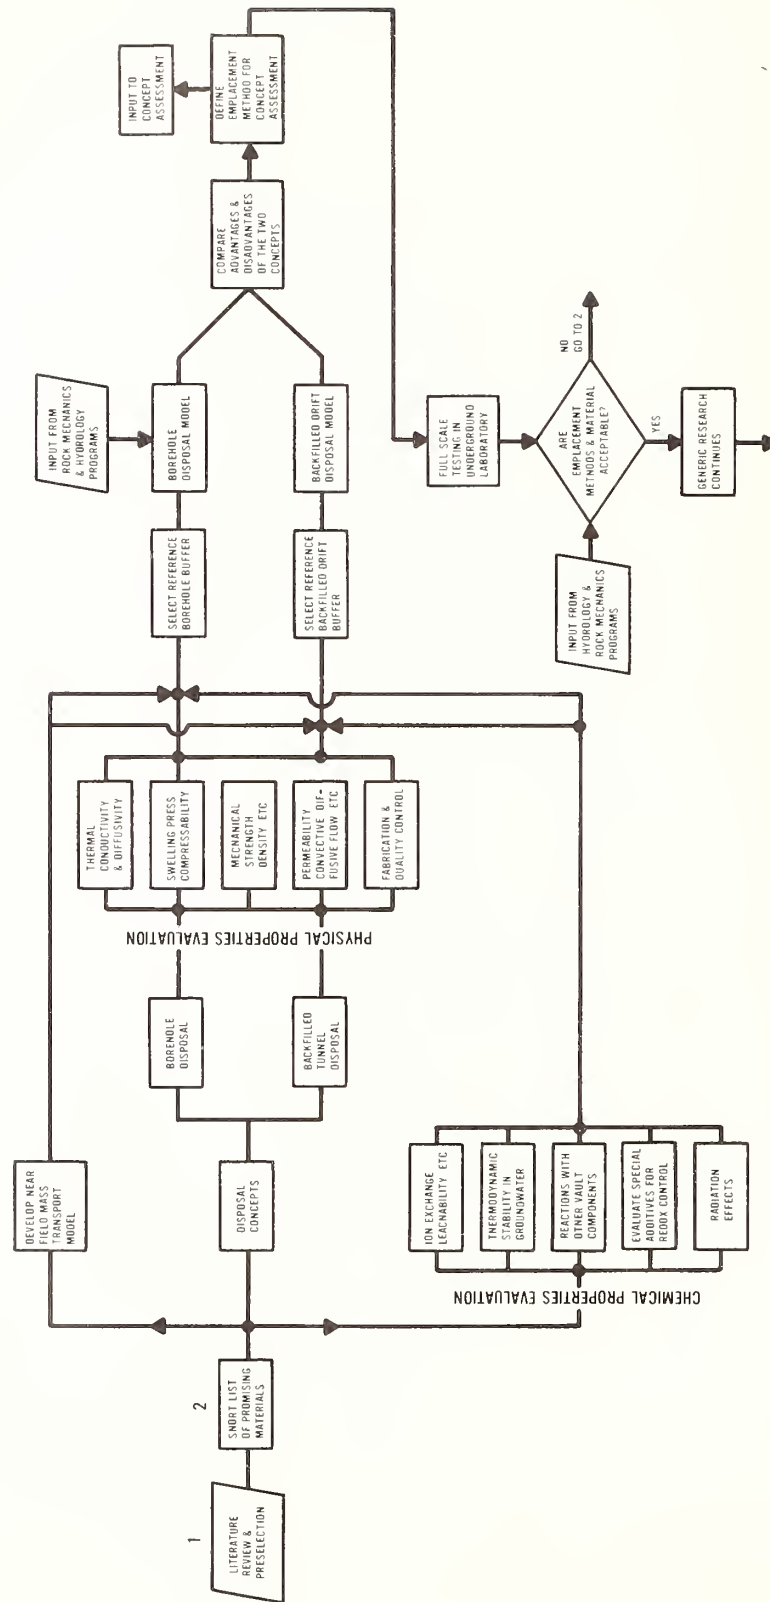 1
LITERATURE
REVIEW &
PRESELECTION
2
SNORT LIST
OF PROMISING
MATERIALS
DEVELOP NEAR
FIELD MASS
TRANSPORT
MODEL
DISPOSAL
CONCEPTS
CHEMICAL PROPERTIES EVALUATION
ION EXCHANGE
LEACNABILITY ETC
TNERMODYNAMIC
STABILITY IN
GROUNDWATER
REACTIONS WITH
OTHER VAULT
COMPONENTS
EVALUATE SPECIAL
ADDITIVES FOR
REDOX CONTROL
RADIATION
EFFECTS
BORENOLE
DISPOSAL
BACKFILLED
TUNNEL
DISPOSAL
PHYSICAL PROPERTIES EVALUATION
THERMAL
CONDUCTIVITY
& DIFFUSIVITY
SWELLING PRESS
COMPRESSABILITY
MECNANICAL
STRENGTH
DENSITY ETC
PERMEABILITY
CONVECTIVE DIF-
FUSIVE FLOW ETC
FABRICATION &
QUALITY CONTROL
SELECT REFERENCE
BOREHOLE BUFFER
SELECT REFERENCE
BACKFILLED DRIFT
BUFFER
INPUT FROM
ROCK MECHANICS
& HYDROLOGY
PROGRAMS
BOREHOLE
DISPOSAL MODEL
BACKFILLED DRIFT
DISPOSAL MODEL
COMPARE
ADVANTAGES &
DISADVANTAGES
OF THE TWO
CONCEPTS
INPUT TO
CONCEPT
ASSESSMENT
DEFINE
EMPLACEMENT
METHOD FOR
CONCEPT
ASSESSMENT
FULL SCALE
TESTING IN
UNDERGROUND
LABORATORY
INPUT FROM
HYDROLOGY &
ROCK MECHANICS
PROGRAMS
ARE
EMPLACEMENT
METNODS & MATERIAL
ACCEPTABLE?
NO
GO TO 2
YES
GENERIC RESEARCH
CONTINUES